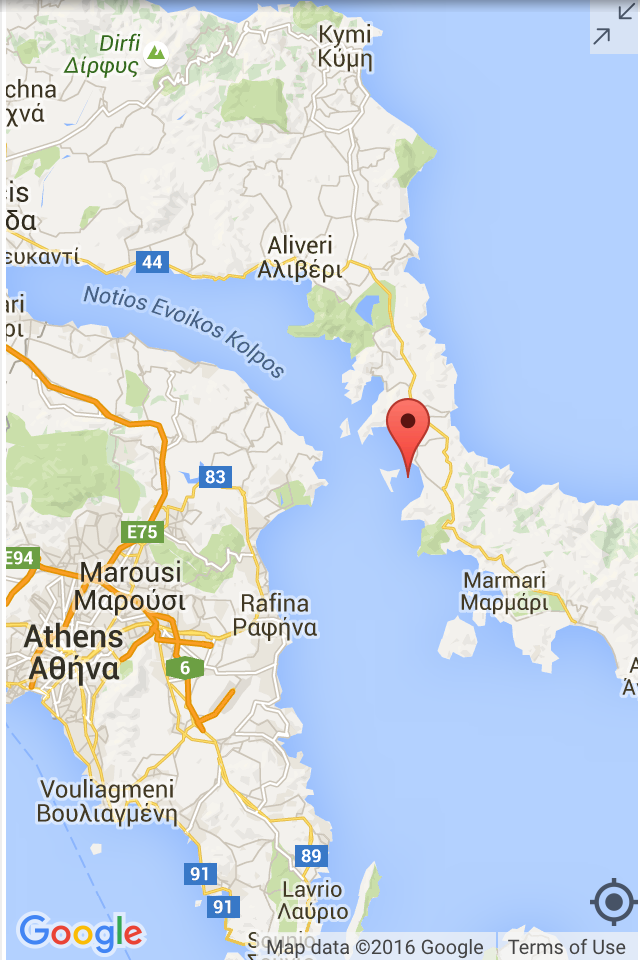 Kymi
Κύμη
Dirfi
Δίρφυς
chna
χνά
is
δα
ευκαντί
44
Aliveri
Αλιβέρι
Notios Evoikos Kolpos
ari
ρι
83
E75
E94
Marousi
Μαρούσι
Marmari
Μαρμάρι
Rafina
Ραφήνα
Athens
Αθήνα
6
Vouliagmeni
Βουλιαγμένη
89
91
91
Lavrio
Λαύριο
Google
Map data ©2016 Google
Terms of Use